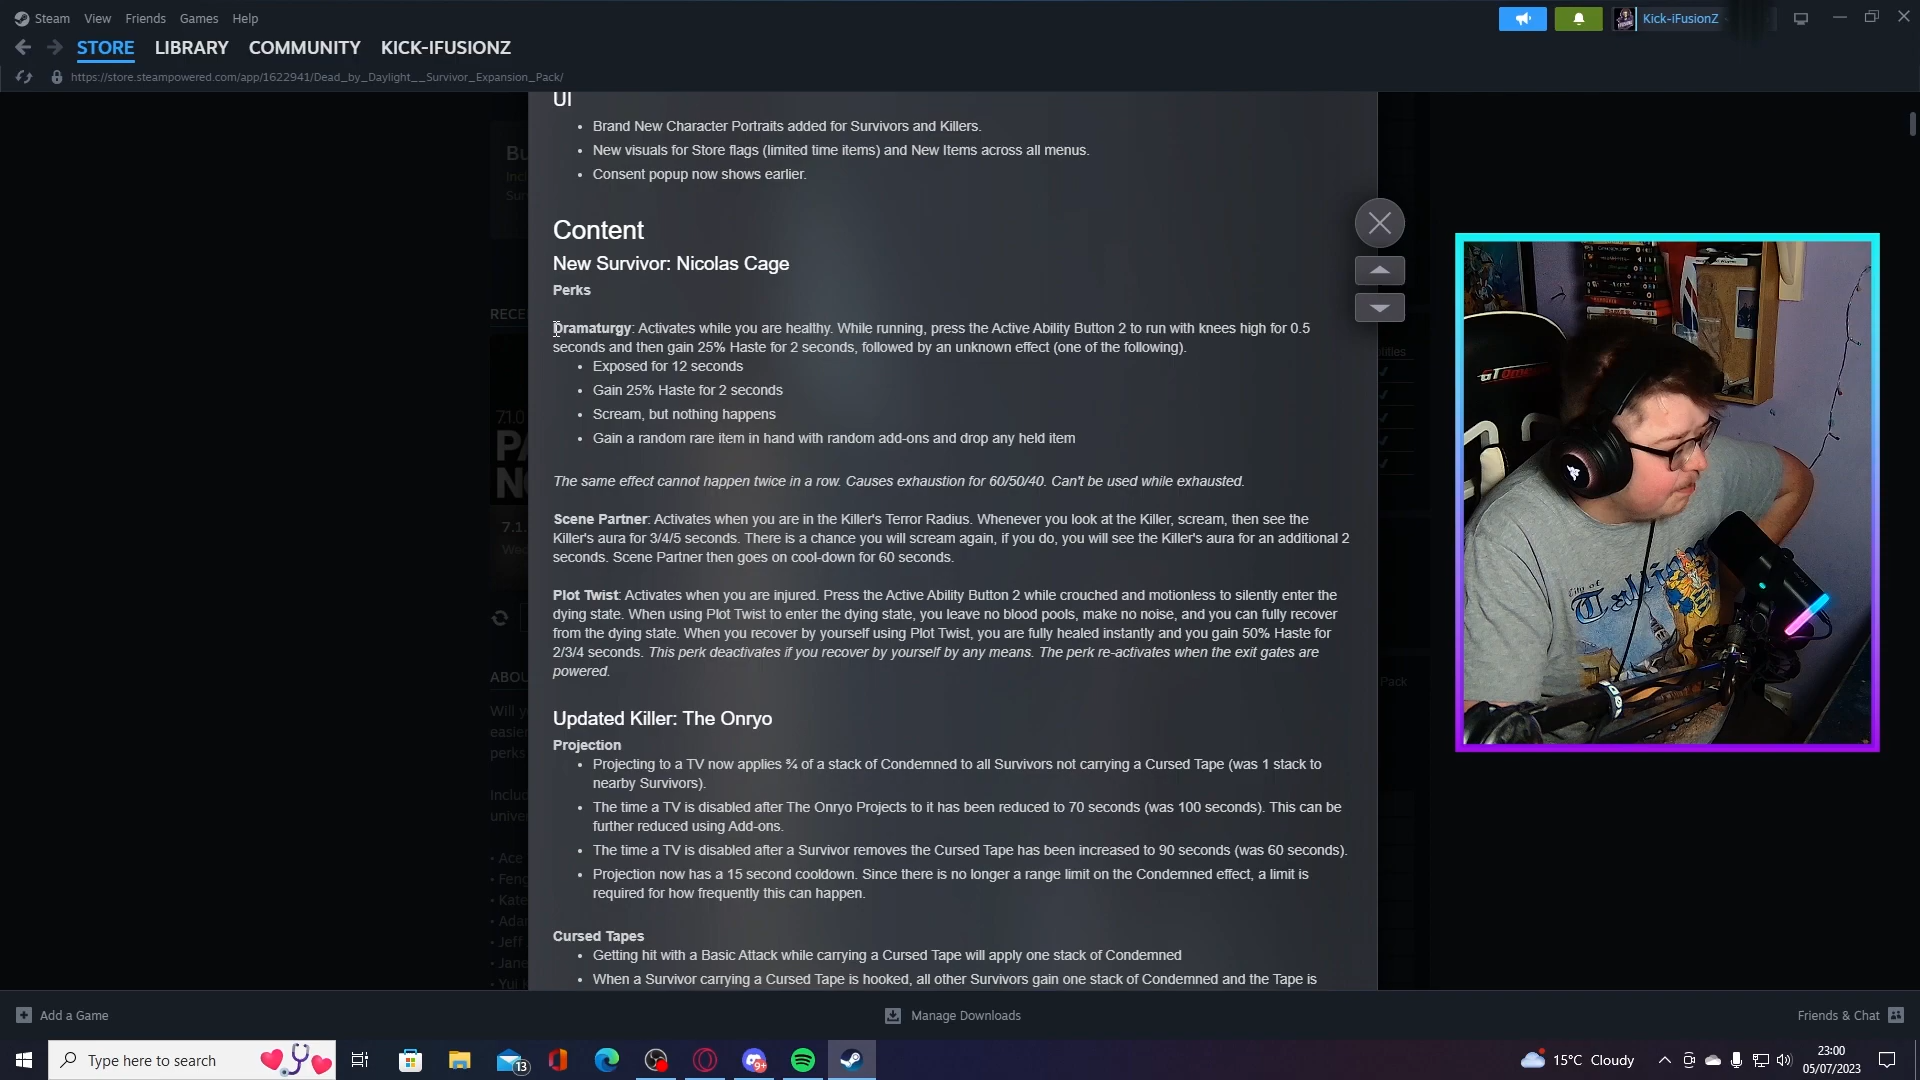 Steam View Friends Games Help
Kick-iFusionZ
STORE LIBRARY COMMUNITY KICK-IFUSIONZ
https://store.steampowered.com/app/1622941/Dead_by_Daylight__Survivor_Expansion_Pack/
UI
• Brand New Character Portraits added for Survivors and Killers.
• New visuals for Store flags (limited time items) and New Items across all menus.
• Consent popup now shows earlier.
Content
New Survivor: Nicolas Cage
Perks
Dramaturgy: Activates while you are healthy. While running, press the Active Ability Button 2 to run with knees high for 0.5
seconds and then gain 25% Haste for 2 seconds, followed by an unknown effect (one of the following).
• Exposed for 12 seconds
• Gain 25% Haste for 2 seconds
• Scream, but nothing happens
• Gain a random rare item in hand with random add-ons and drop any held item
The same effect cannot happen twice in a row. Causes exhaustion for 60/50/40. Can't be used while exhausted.
Scene Partner: Activates when you are in the Killer's Terror Radius. Whenever you look at the Killer, scream, then see the
Killer's aura for 3/4/5 seconds. There is a chance you will scream again, if you do, you will see the Killer's aura for an additional 2
seconds. Scene Partner then goes on cool-down for 60 seconds.
Plot Twist: Activates when you are injured. Press the Active Ability Button 2 while crouched and motionless to silently enter the
dying state. When using Plot Twist to enter the dying state, you leave no blood pools, make no noise, and you can fully recover
from the dying state. When you recover by yourself using Plot Twist, you are fully healed instantly and you gain 50% Haste for
2/3/4 seconds. This perk deactivates if you recover by yourself by any means. The perk re-activates when the exit gates are
powered.
Updated Killer: The Onryo
Projection
• Projecting to a TV now applies ¾ of a stack of Condemned to all Survivors not carrying a Cursed Tape (was 1 stack to
nearby Survivors).
• The time a TV is disabled after The Onryo Projects to it has been reduced to 70 seconds (was 100 seconds). This can be
further reduced using Add-ons.
• The time a TV is disabled after a Survivor removes the Cursed Tape has been increased to 90 seconds (was 60 seconds).
• Projection now has a 15 second cooldown. Since there is no longer a range limit on the Condemned effect, a limit is
required for how frequently this can happen.
Cursed Tapes
• Getting hit with a Basic Attack while carrying a Cursed Tape will apply one stack of Condemned
• When a Survivor carrying a Cursed Tape is hooked, all other Survivors gain one stack of Condemned and the Tape is
City of
Tallinn
Add a Game
Manage Downloads
Friends & Chat
Type here to search
13
9+
15°C Cloudy
23:00
05/07/2023